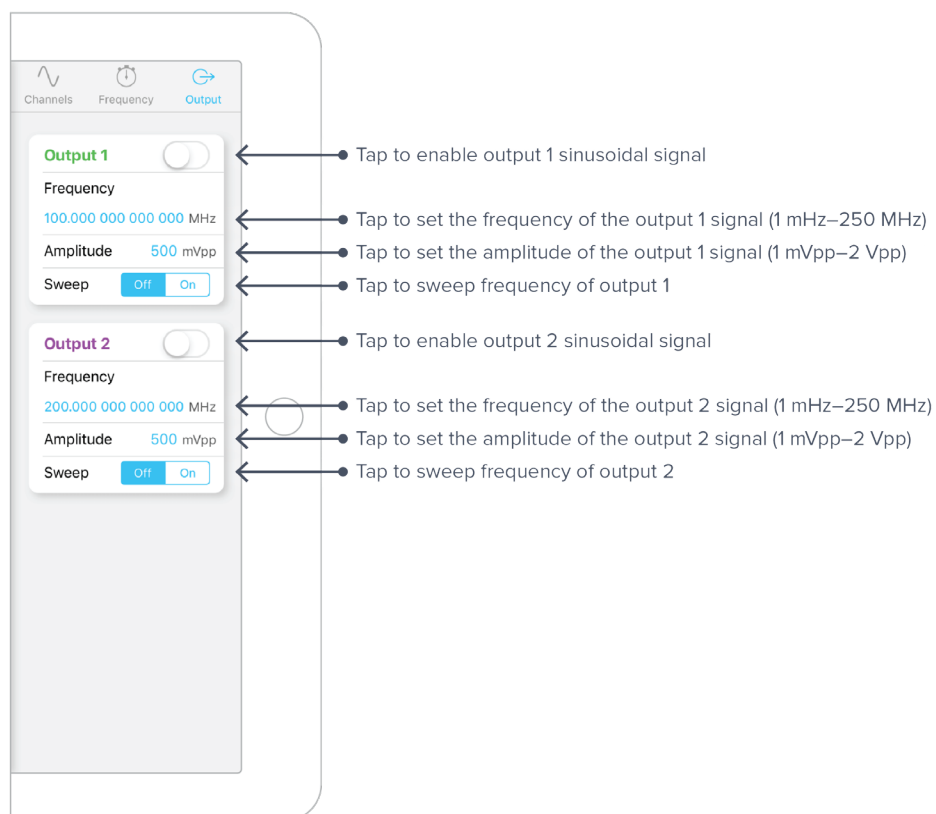 Channels Frequency Output
Output 1
Tap to enable output 1 sinusoidal signal
Frequency
100.000 000 000 000 MHz
Tap to set the frequency of the output 1 signal (1 mHz–250 MHz)
Amplitude 500 mVpp
Tap to set the amplitude of the output 1 signal (1 mVpp–2 Vpp)
Sweep Off On
Tap to sweep frequency of output 1
Output 2
Tap to enable output 2 sinusoidal signal
Frequency
200.000 000 000 000 MHz
Tap to set the frequency of the output 2 signal (1 mHz–250 MHz)
Amplitude 500 mVpp
Tap to set the amplitude of the output 2 signal (1 mVpp–2 Vpp)
Sweep Off On
Tap to sweep frequency of output 2